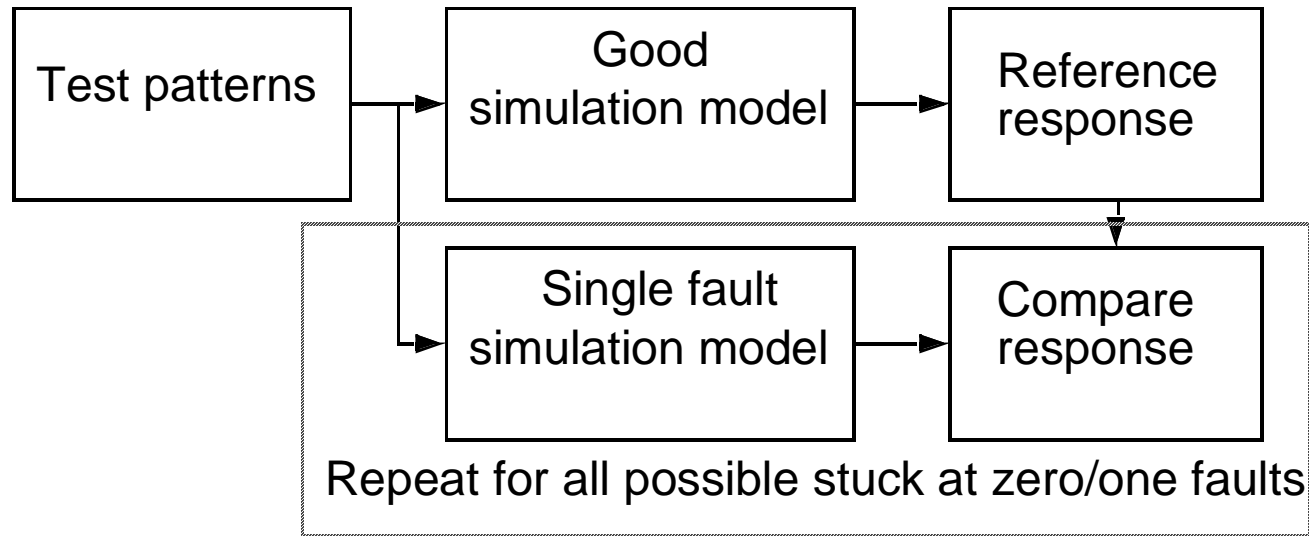 Test patterns
Good
simulation model
Reference
response
Single fault
simulation model
Compare
response
Repeat for all possible stuck at zero/one faults